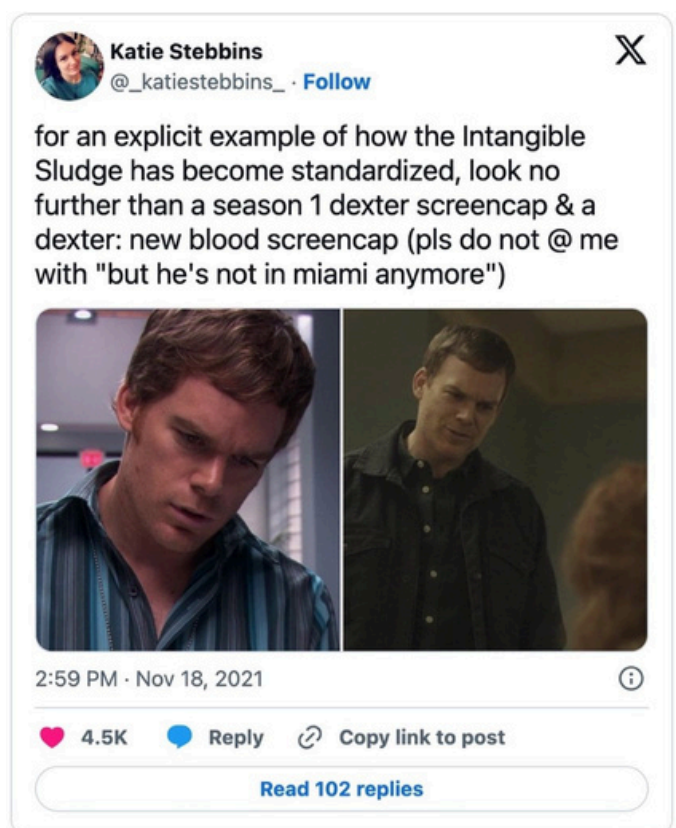 Katie Stebbins
@_katiestebbins_ · Follow
for an explicit example of how the Intangible
Sludge has become standardized, look no
further than a season 1 dexter screencap & a
dexter: new blood screencap (pls do not @ me
with "but he's not in miami anymore")
2:59 PM · Nov 18, 2021
4.5K Reply Copy link to post
Read 102 replies